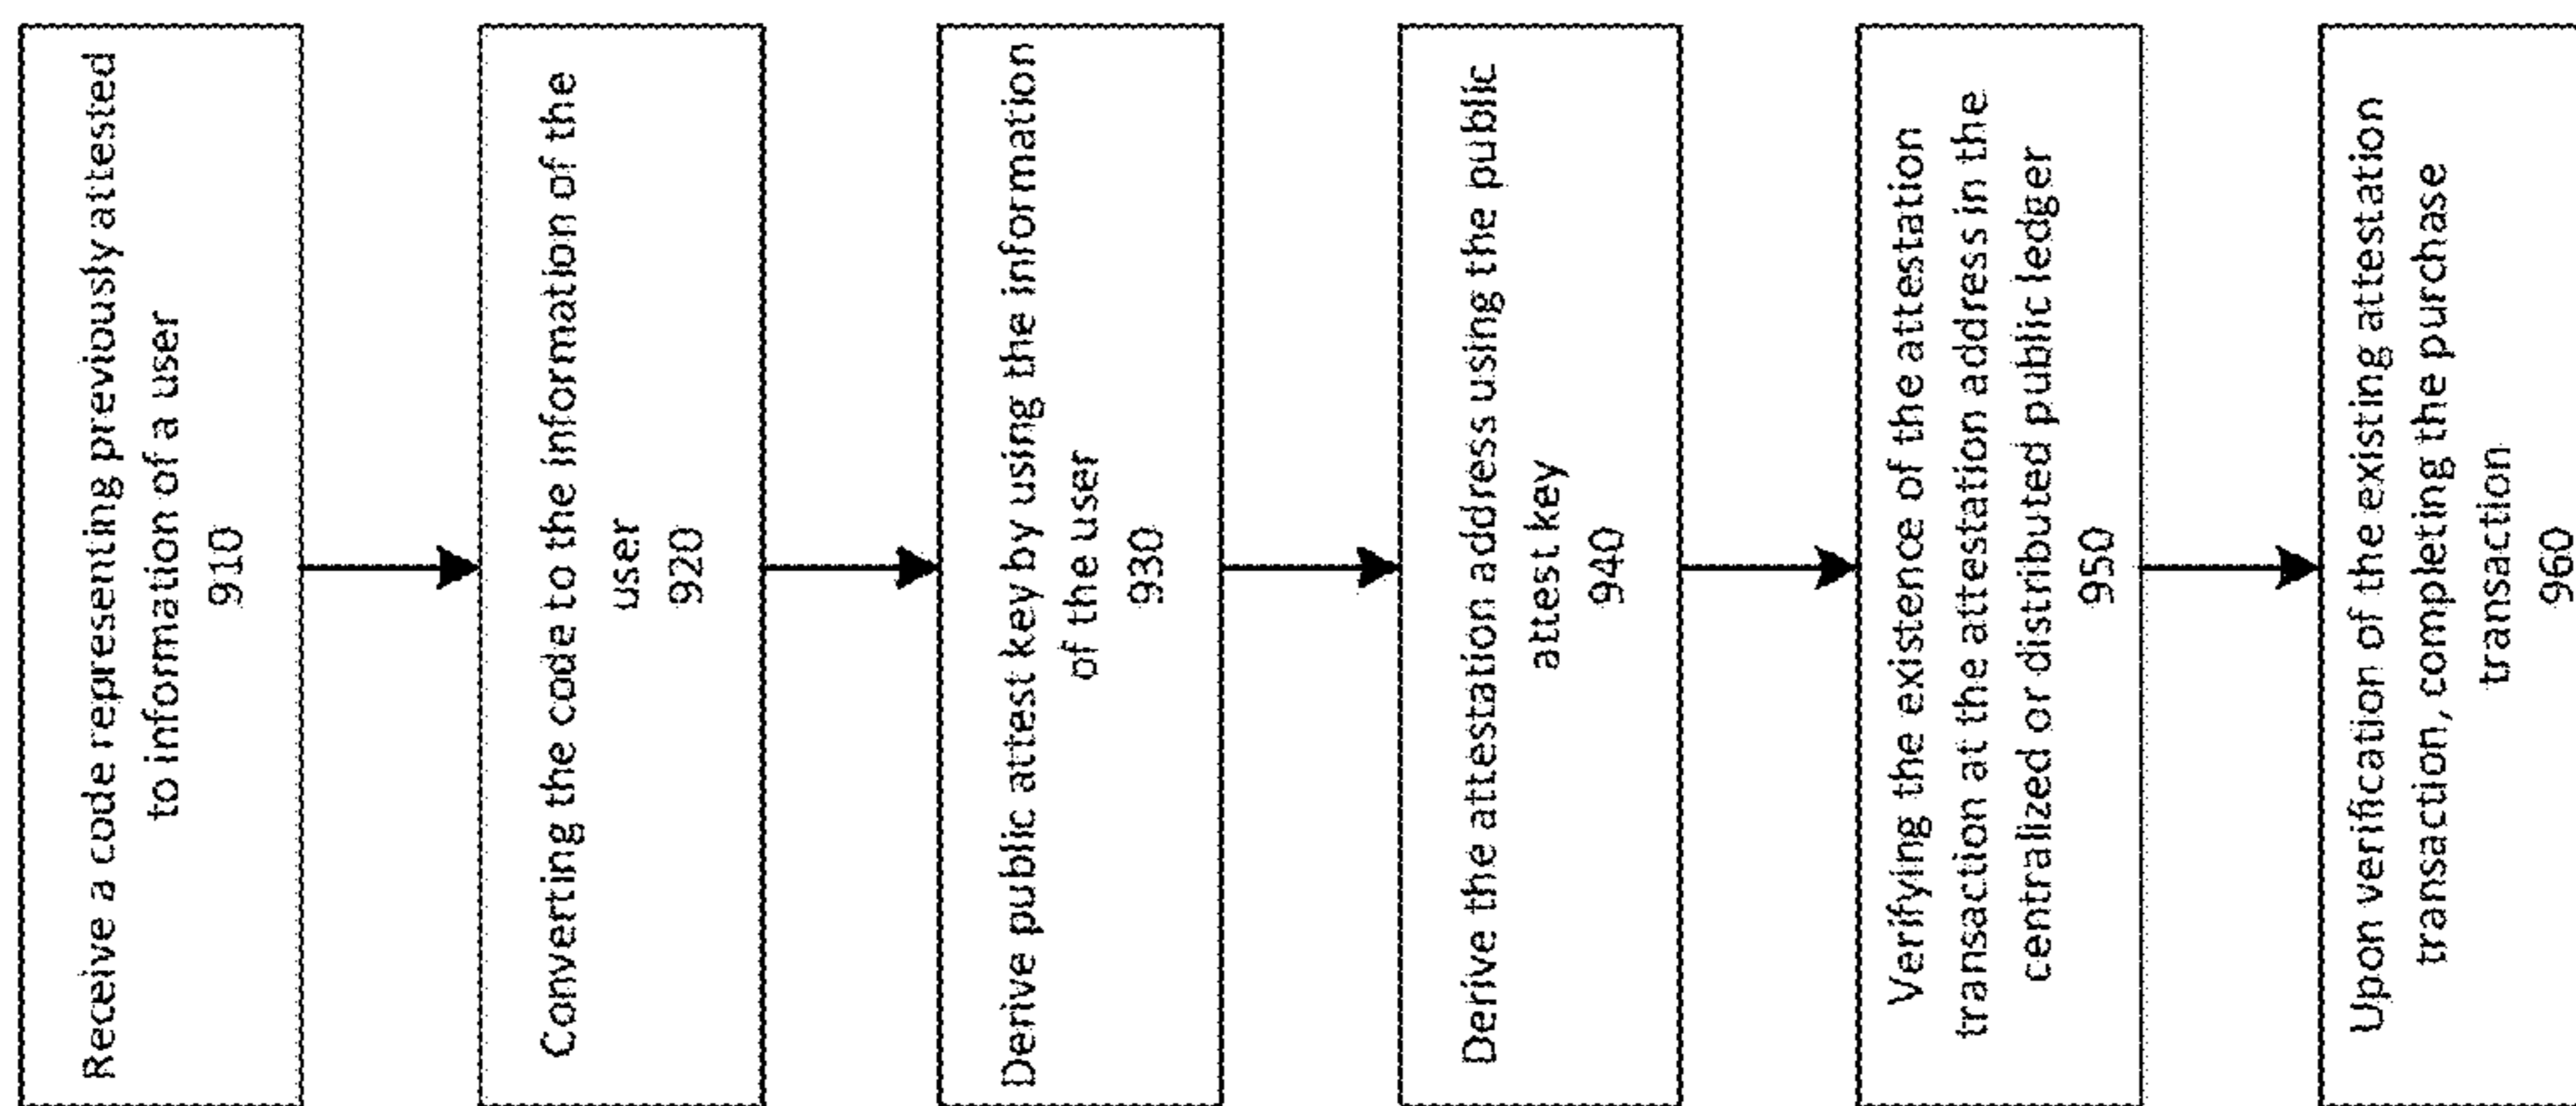 Receive a code representing previously attested
to information of a user
910
Converting the code to the information of the
user
920
Derive public attest key by using the information
of the user
930
Derive the attestation address using the public
attest key
940
Verifying the existence of the attestation
transaction at the attestation address in the
centralized or distributed public ledger
950
Upon verification of the existing attestation
transaction, completing the purchase
transaction
960